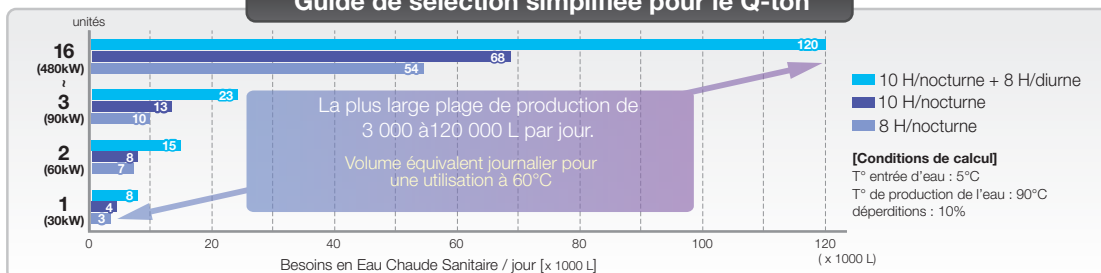 Guide de sélection simplifiée pour le Q-ton
unités
16
(480kW)
~
3
(90kW)
2
(60kW)
1
(30kW)
120
68
54
23
13
10
15
8
7
8
4
3
La plus large plage de production de
3 000 à120 000 L par jour.
Volume équivalent journalier pour
une utilisation à 60°C
10 H/nocturne + 8 H/diurne
10 H/nocturne
8 H/nocturne
[Conditions de calcul]
T° entrée d'eau : 5°C
T° de production de l'eau : 90°C
déperditions : 10%
0 20 40 60 80 100 120
( x 1000 L)
Besoins en Eau Chaude Sanitaire / jour [x 1000 L]